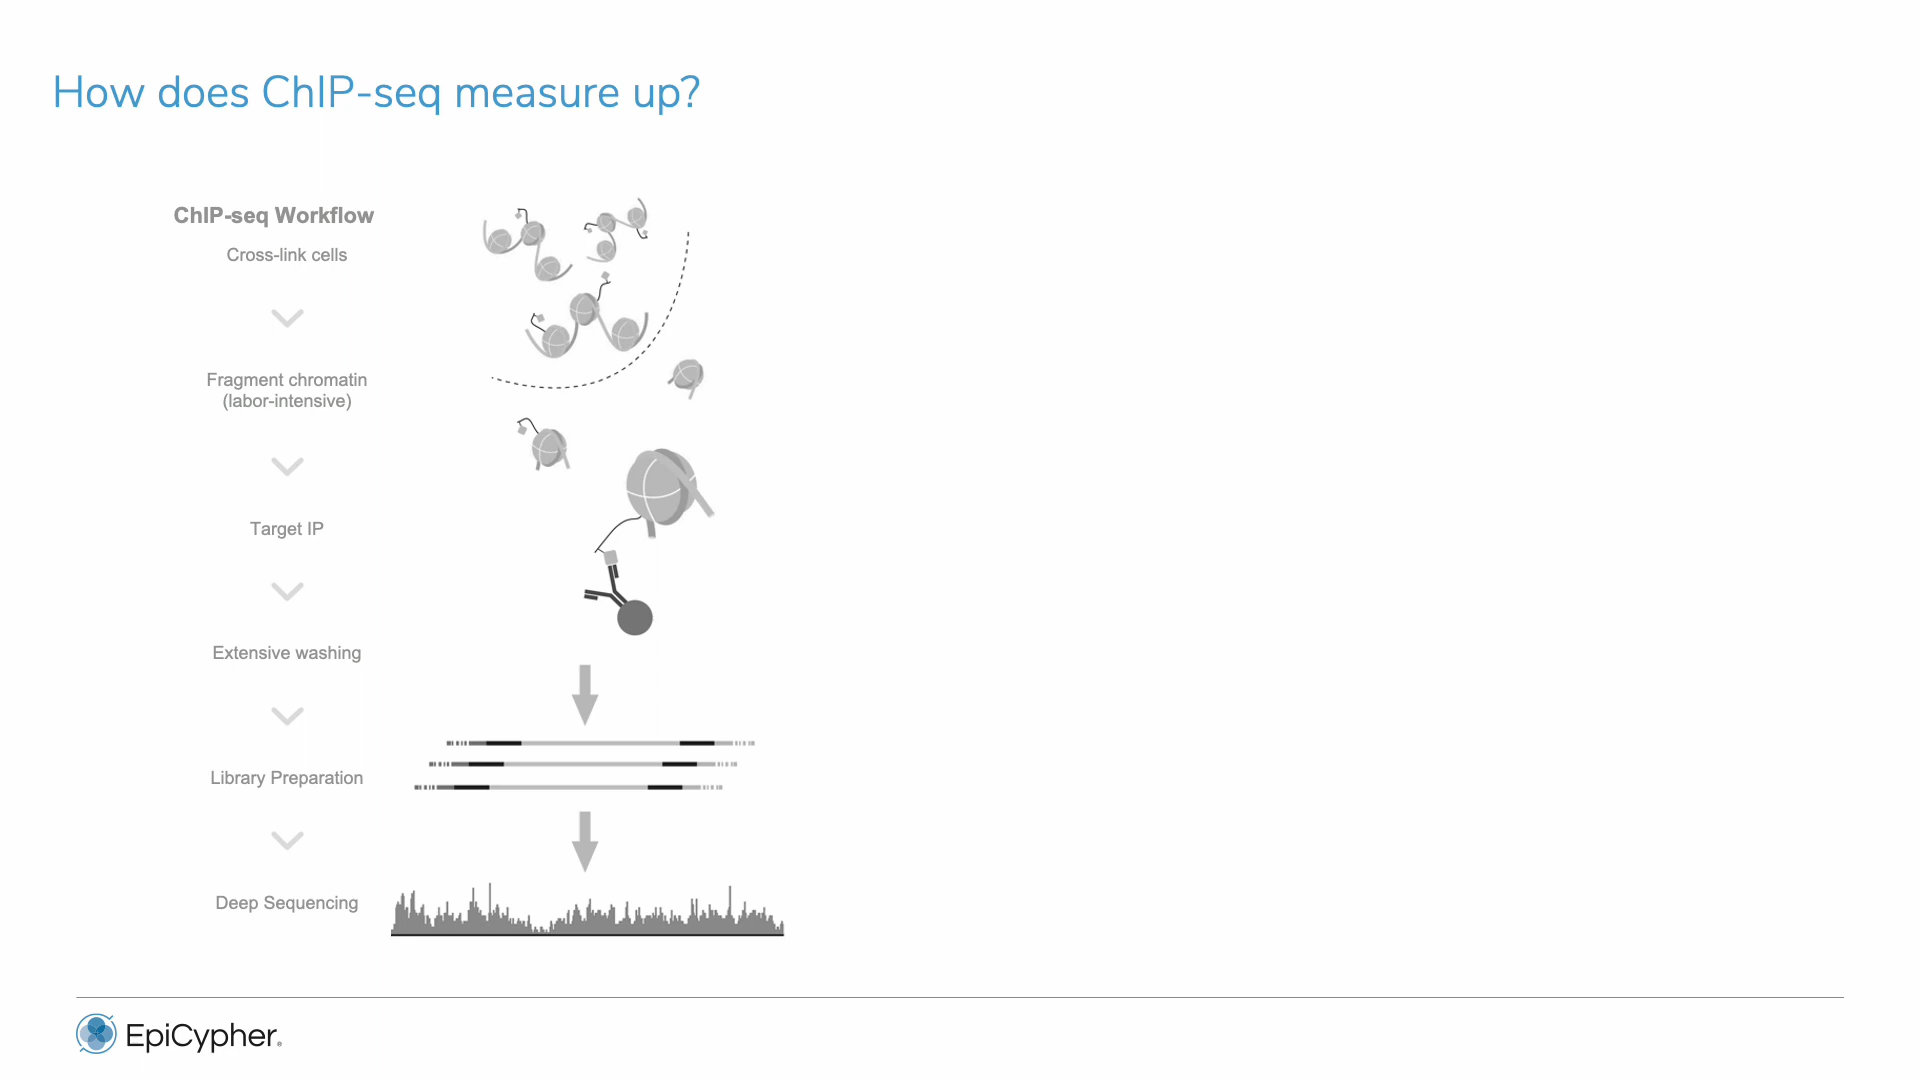 How does ChIP-seq measure up?
ChIP-seq Workflow
Cross-link cells
Fragment chromatin
(labor-intensive)
Target IP
Extensive washing
Library Preparation
Deep Sequencing
EpiCypher®